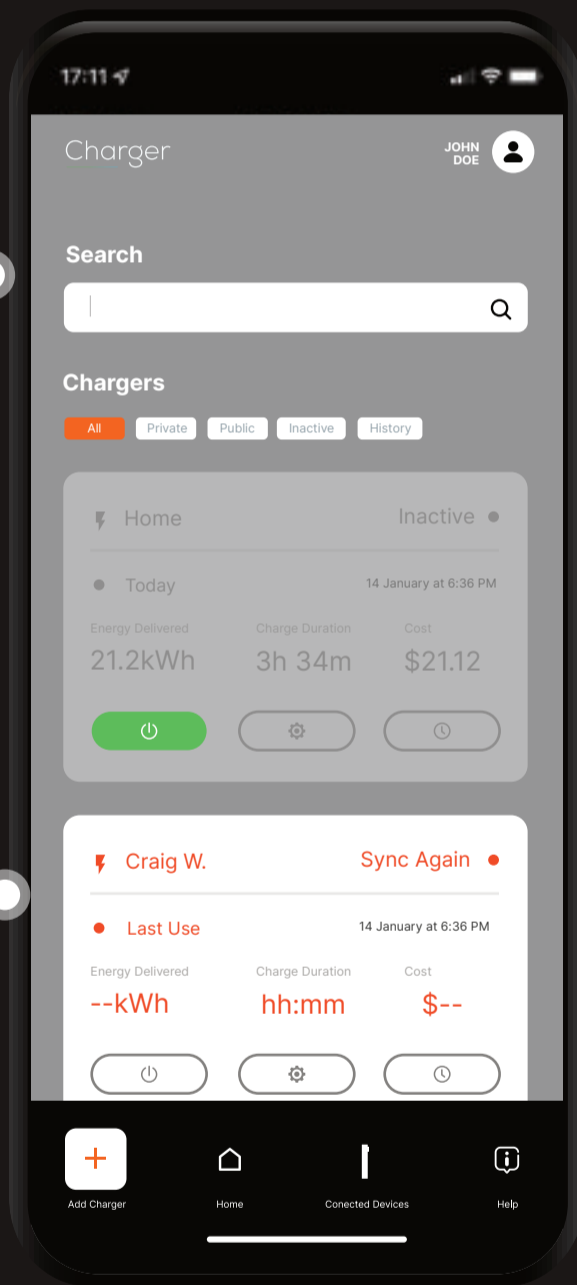 17:11
Charger
JOHN
DOE
Search
Chargers
All Private Public Inactive History
Home Inactive
Today 14 January at 6:36 PM
Energy Delivered Charge Duration Cost
21.2kWh 3h 34m $21.12
Craig W. Sync Again
Last Use 14 January at 6:36 PM
Energy Delivered Charge Duration Cost
--kWh hh:mm $--
Add Charger Home Conected Devices Help